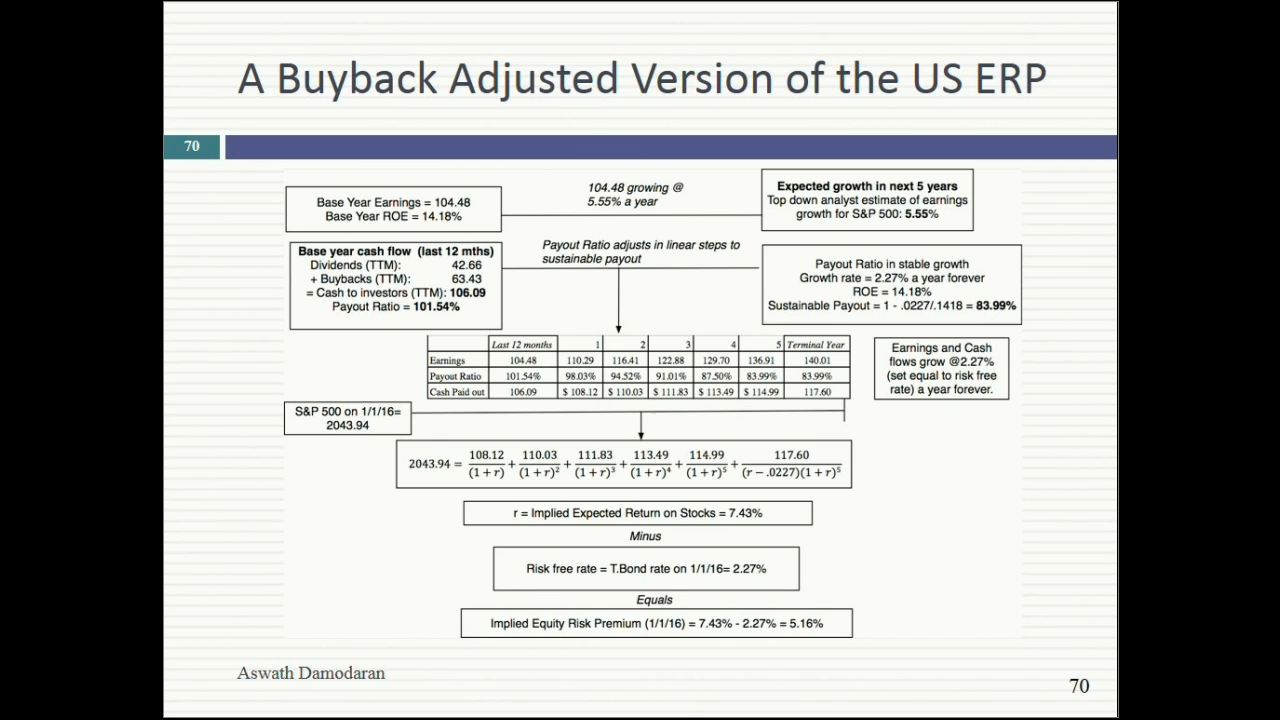 A Buyback Adjusted Version of the US ERP
70
Base Year Earnings = 104.48
Base Year ROE = 14.18%
104.48 growing @
5.55% a year
Expected growth in next 5 years
Top down analyst estimate of earnings
growth for S&P 500: 5.55%
Base year cash flow (last 12 mths)
Dividends (TTM): 42.66
+ Buybacks (TTM): 63.43
= Cash to investors (TTM): 106.09
Payout Ratio = 101.54%
Payout Ratio adjusts in linear steps to
sustainable payout
Payout Ratio in stable growth
Growth rate = 2.27% a year forever
ROE = 14.18%
Sustainable Payout = 1 - .0227/.1418 = 83.99%
Last 12 months 1 2 3 4 5 Terminal Year
Earnings 104.48 110.29 116.41 122.88 129.70 136.91 140.01
Payout Ratio 101.54% 98.03% 94.52% 91.01% 87.50% 83.99% 83.99%
Cash Paid out 106.09 $ 108.12 $ 110.03 $ 111.83 $ 113.49 $ 114.99 117.60
Earnings and Cash
flows grow @2.27%
(set equal to risk free
rate) a year forever.
S&P 500 on 1/1/16=
2043.94
2043.94 = 108.12/(1+r) + 110.03/(1+r)² + 111.83/(1+r)³ + 113.49/(1+r)⁴ + 114.99/(1+r)⁵ + 117.60/(r−.0227)(1+r)⁵
r = Implied Expected Return on Stocks = 7.43%
Minus
Risk free rate = T.Bond rate on 1/1/16= 2.27%
Equals
Implied Equity Risk Premium (1/1/16) = 7.43% - 2.27% = 5.16%
Aswath Damodaran
70